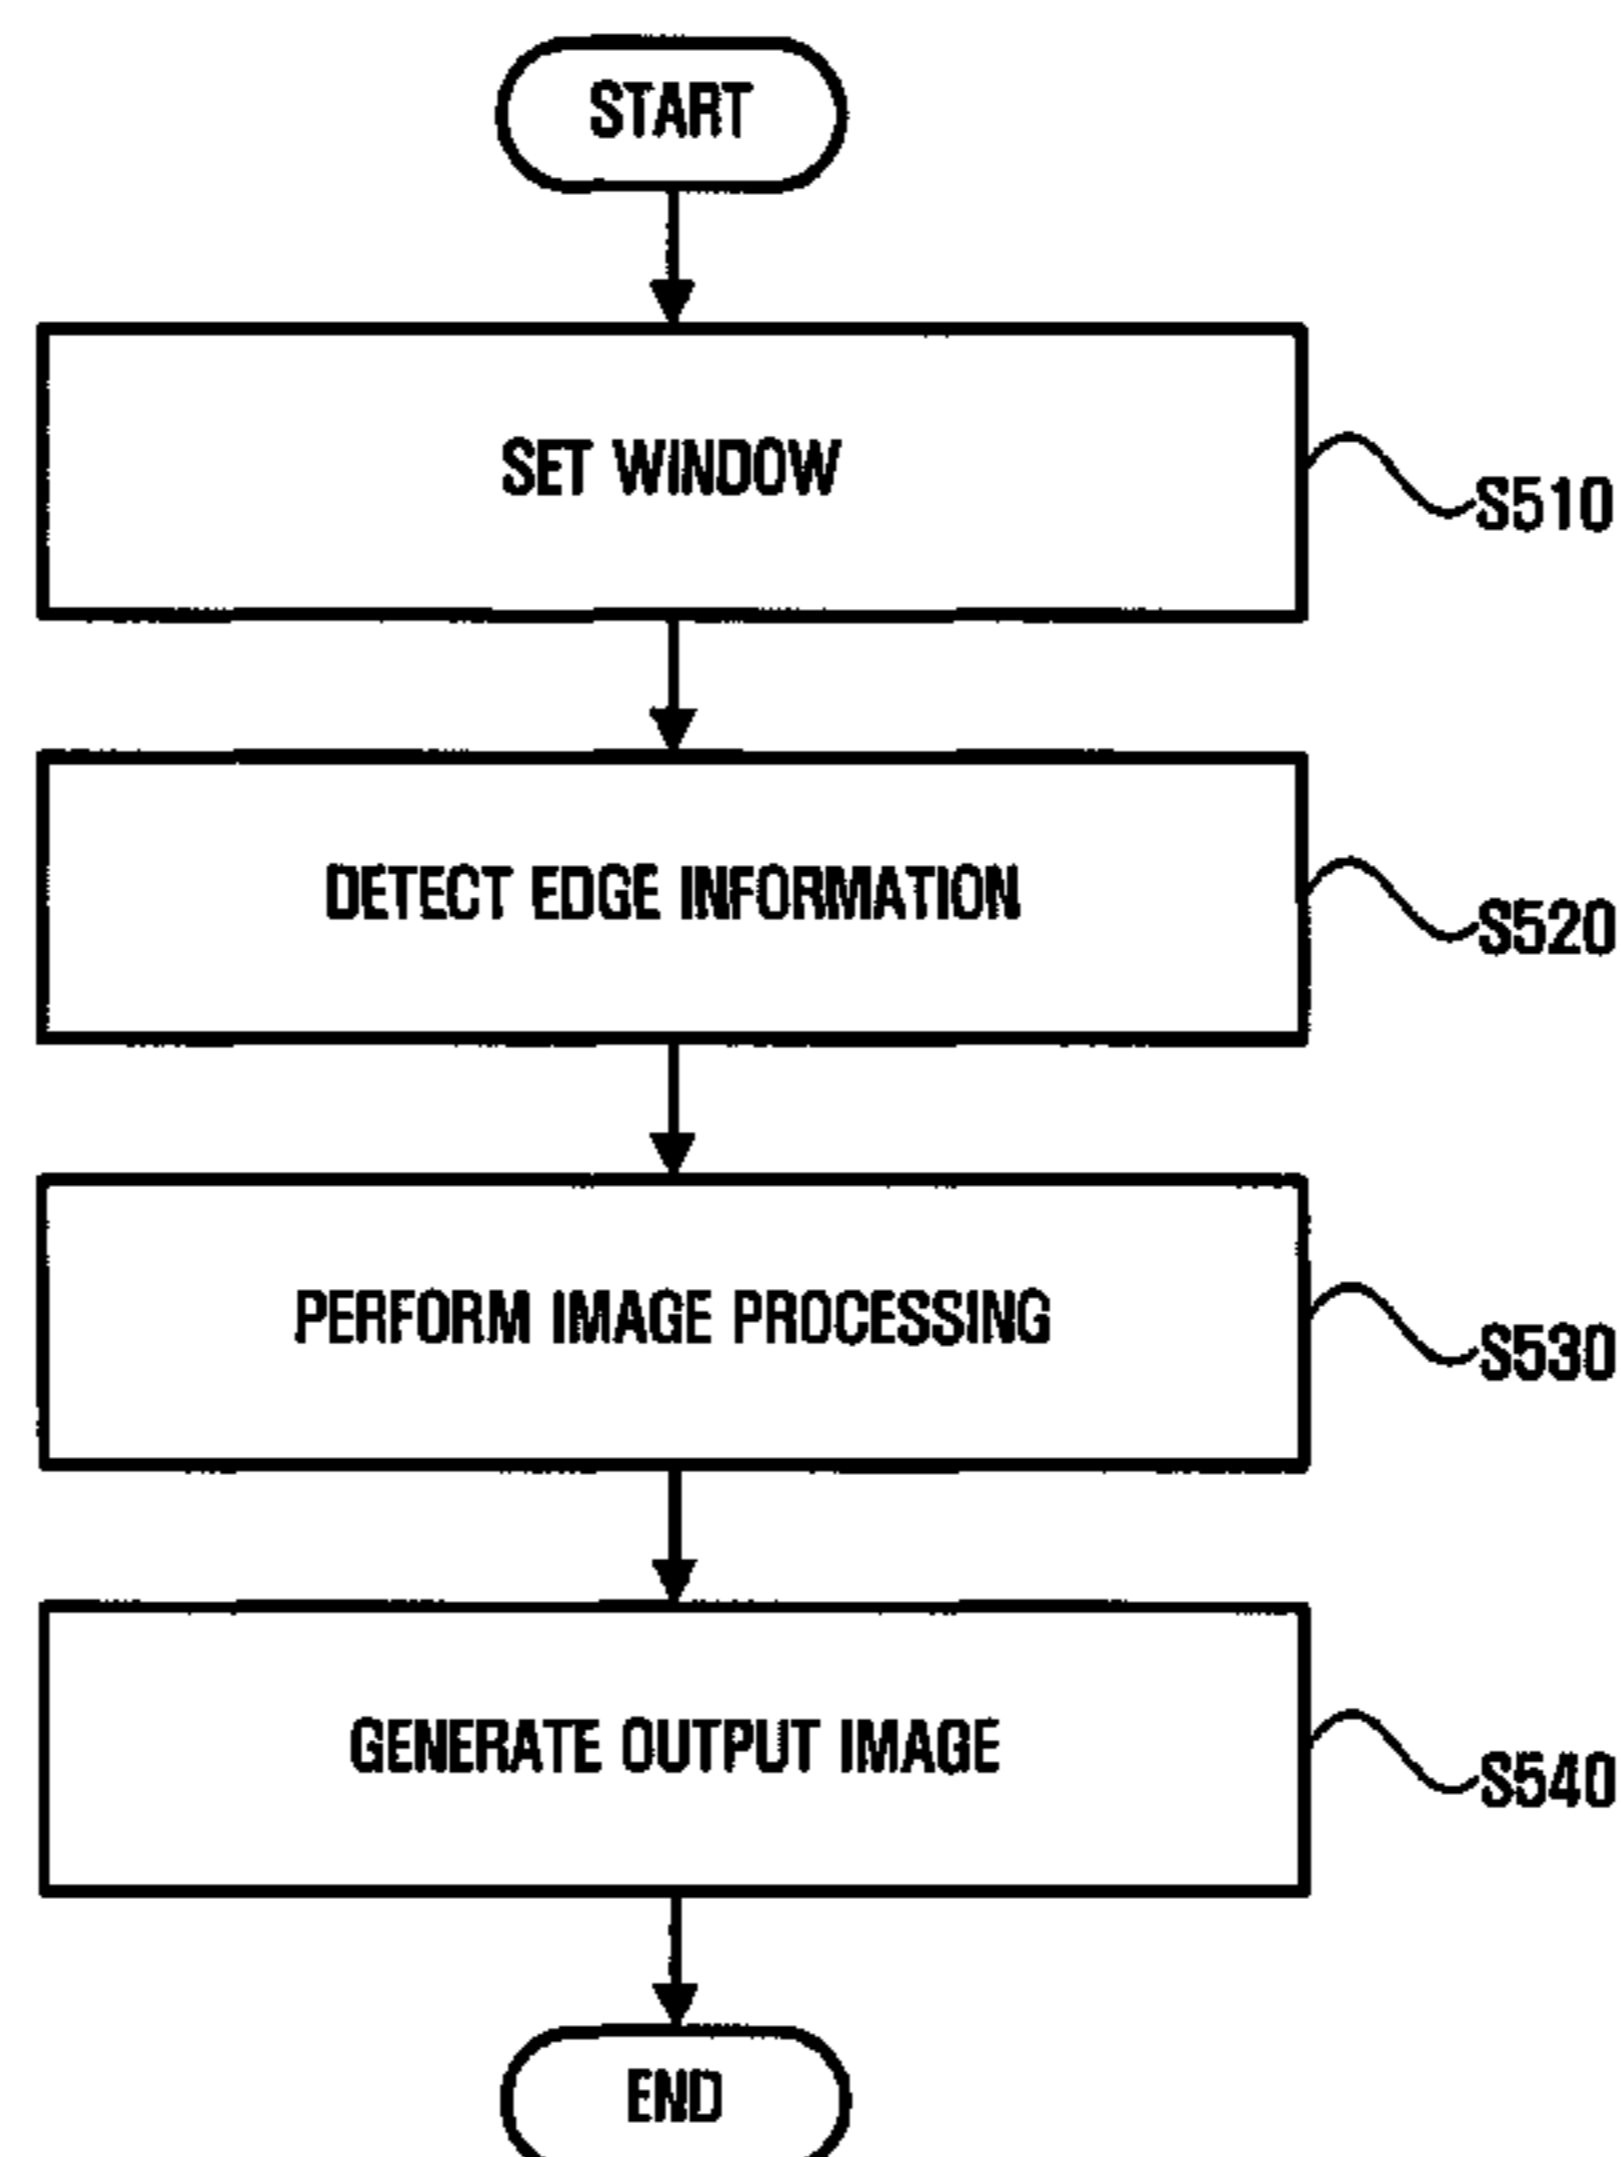 START
SET WINDOW
S510
DETECT EDGE INFORMATION
S520
PERFORM IMAGE PROCESSING
S530
GENERATE OUTPUT IMAGE
S540
END